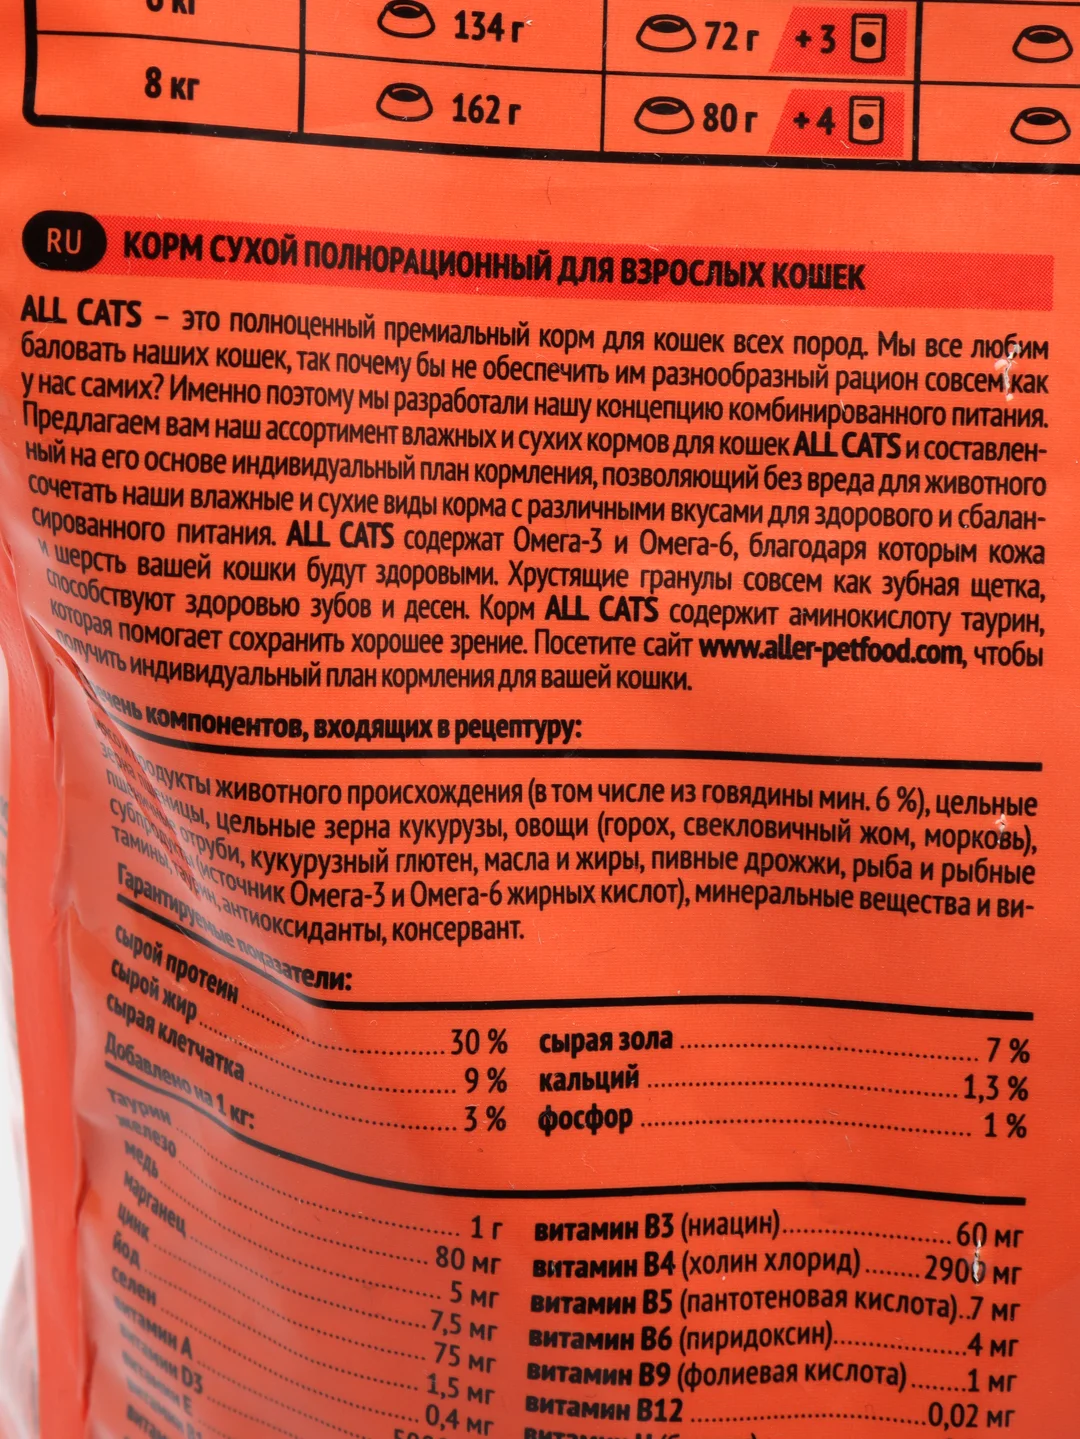 134 г 72 г +3
8 кг 162 г 80 г +4
RU КОРМ СУХОЙ ПОЛНОРАЦИОННЫЙ ДЛЯ ВЗРОСЛЫХ КОШЕК
ALL CATS – это полноценный премиальный корм для кошек всех пород. Мы все любим
баловать наших кошек, так почему бы не обеспечить им разнообразный рацион совсем как
у нас самих? Именно поэтому мы разработали нашу концепцию комбинированного питания.
Предлагаем вам наш ассортимент влажных и сухих кормов для кошек ALL CATS и составлен-
ный на его основе индивидуальный план кормления, позволяющий без вреда для животного
сочетать наши влажные и сухие виды корма с различными вкусами для здорового и сбалан-
сированного питания. ALL CATS содержат Омега-3 и Омега-6, благодаря которым кожа
и шерсть вашей кошки будут здоровыми. Хрустящие гранулы совсем как зубная щетка,
способствуют здоровью зубов и десен. Корм ALL CATS содержит аминокислоту таурин,
которая помогает сохранить хорошее зрение. Посетите сайт www.aller-petfood.com, чтобы
получить индивидуальный план кормления для вашей кошки.
компонентов, входящих в рецептуру:
продукты животного происхождения (в том числе из говядины мин. 6 %), цельные
зерна пшеницы, цельные зерна кукурузы, овощи (горох, свекловичный жом, морковь),
пшеничные отруби, кукурузный глютен, масла и жиры, пивные дрожжи, рыба и рыбные
субпродукты (источник Омега-3 и Омега-6 жирных кислот), минеральные вещества и ви-
тамины, таурин, антиоксиданты, консервант.
Гарантируемые показатели:
сырой протеин 30 % сырая зола 7 %
сырой жир 9 % кальций 1,3 %
сырая клетчатка 3 % фосфор 1 %
Добавлено на 1 кг:
таурин 1 г витамин В3 (ниацин) 60 мг
железо 80 мг витамин В4 (холин хлорид) 2900 мг
медь 5 мг витамин В5 (пантотеновая кислота)..7 мг
марганец 7,5 мг витамин В6 (пиридоксин) 4 мг
цинк 75 мг витамин В9 (фолиевая кислота) 1 мг
йод 1,5 мг витамин В12 0,02 мг
селен 0,4 мг
витамин А
витамин D3
витамин Е